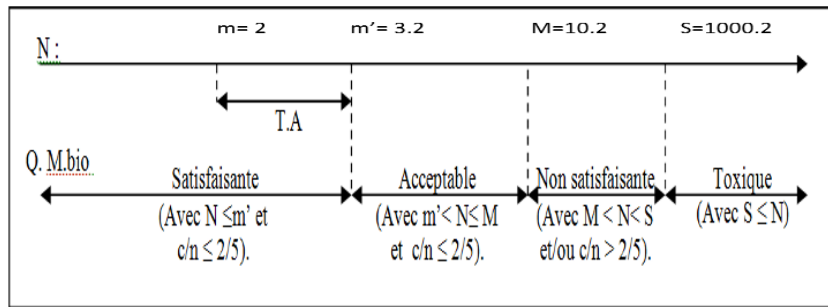 m= 2 m'= 3.2 M=10.2 S=1000.2
N :
T.A
Q. M.bio
Satisfaisante Acceptable Non satisfaisante Toxique
(Avec N ≤m' et (Avec m'< N≤ M (Avec M < N< S (Avec S ≤ N)
c/n ≤ 2/5). et c/n ≤ 2/5). et/ou c/n > 2/5).